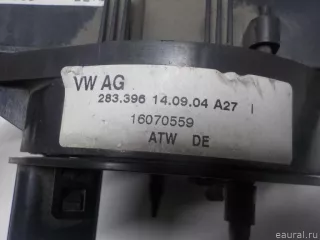 VW AG
283.396 14.09.04 A27 I
16070559
ATW DE
eaural.ru